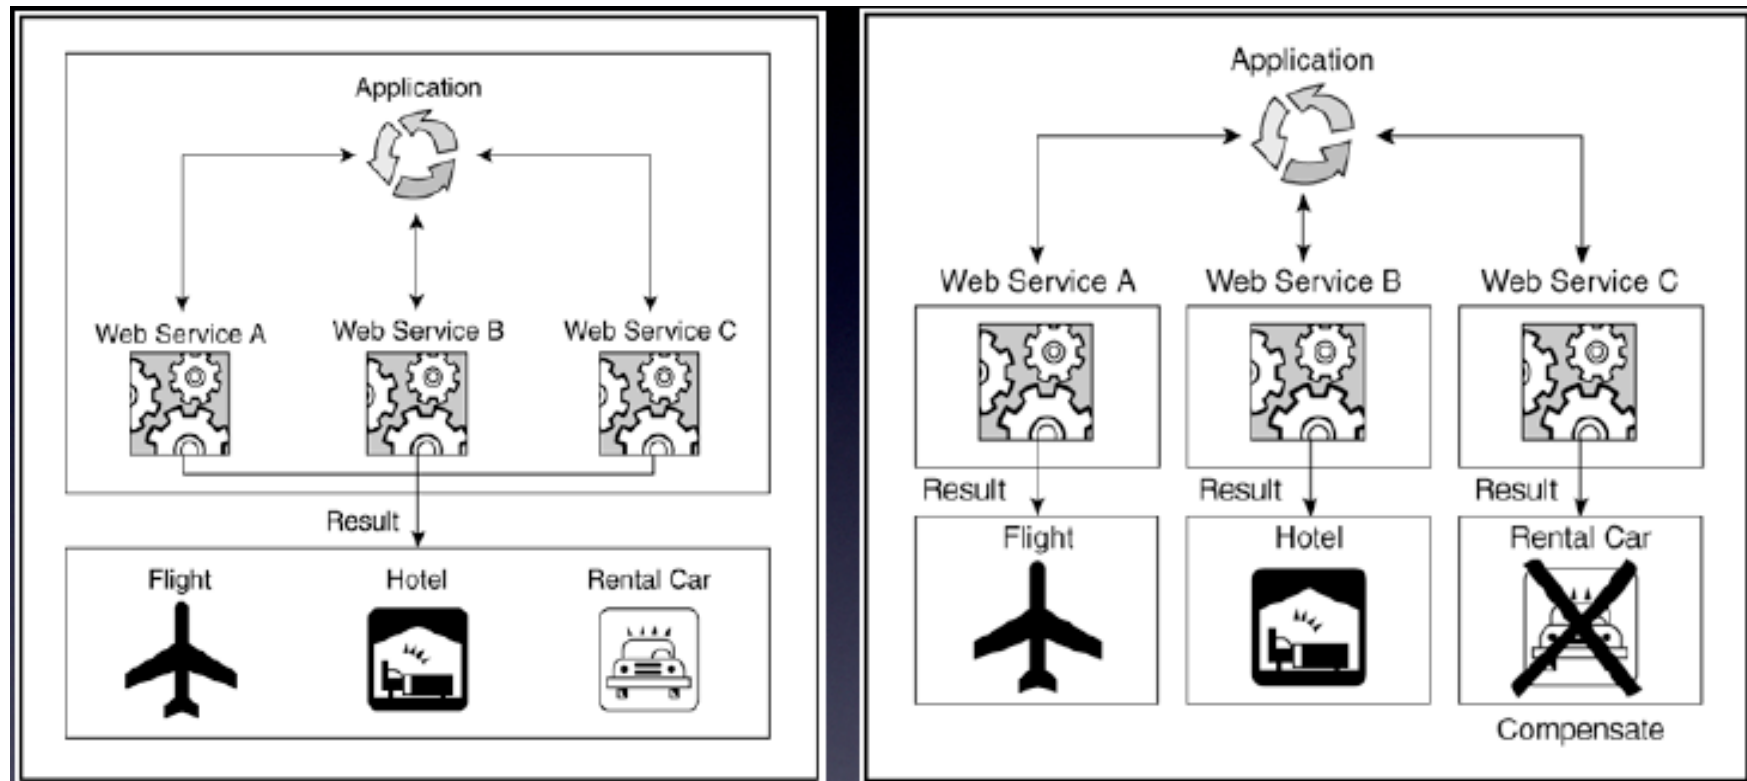 Application
Web Service A
Web Service B
Web Service C
Result
Flight
Hotel
Rental Car
Application
Web Service A
Web Service B
Web Service C
Result
Result
Result
Flight
Hotel
Rental Car
Compensate